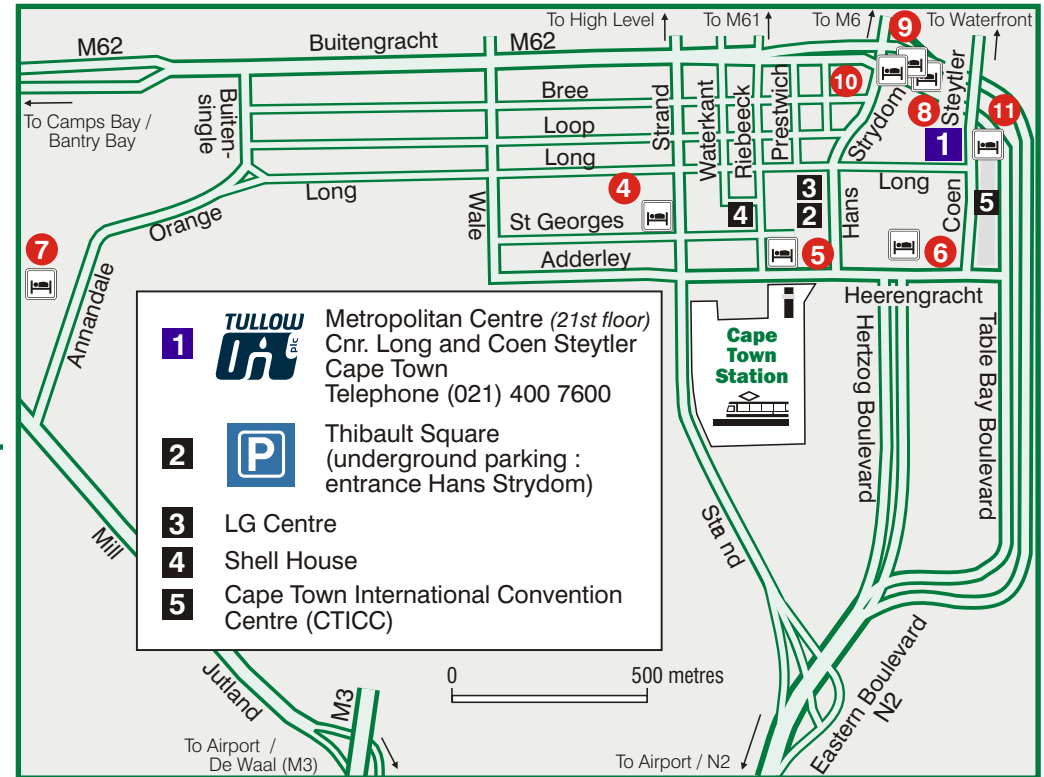 To High Level
To M61
To M6
9
To Waterfront
M62
Buitengracht
M62
10
8
11
Bree
Loop
Long
Buiten-
single
Strand
Waterkant
Riebeeck
Prestwich
Strydom
Steytler
1
To Camps Bay /
Bantry Bay
Long
Orange
Wale
4
St Georges
Adderley
4
3
2
5
Hans
Long
Coen
5
6
7
Annandale
Heerengracht
1
TULLOW
OIL
plc
Metropolitan Centre (21st floor)
Cnr. Long and Coen Steytler
Cape Town
Telephone (021) 400 7600
2
P
Thibault Square
(underground parking :
entrance Hans Strydom)
3
LG Centre
4
Shell House
5
Cape Town International Convention
Centre (CTICC)
Cape
Town
Station
Hertzog Boulevard
Table Bay Boulevard
Mill
Sta nd
Jutland
M3
0
500 metres
Eastern Boulevard
N2
To Airport /
De Waal (M3)
To Airport / N2